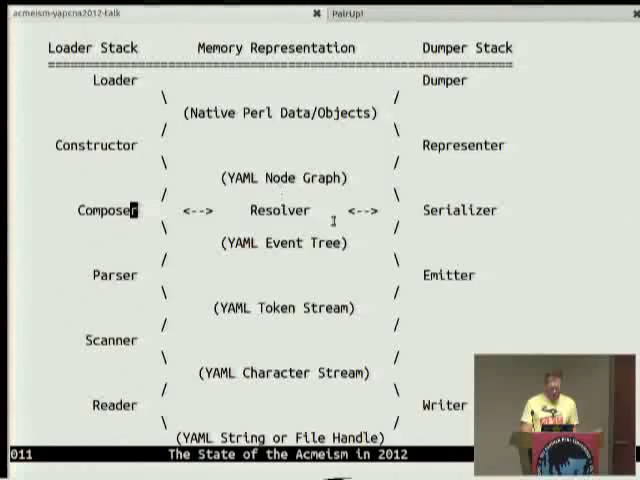 acmeism-yapcna2012-talk ✖ PairUp!
Loader Stack Memory Representation Dumper Stack
==================================================
Loader Dumper
\ /
(Native Perl Data/Objects)
/ \
Constructor Representer
\ /
(YAML Node Graph)
/ \
Composer <--> Resolver <--> Serializer
\ /
(YAML Event Tree)
/ \
Parser Emitter
\ /
(YAML Token Stream)
/ \
Scanner
\
(YAML Character Stream)
/
Reader Writer
\ /
(YAML String or File Handle)
011 The State of the Acmeism in 2012